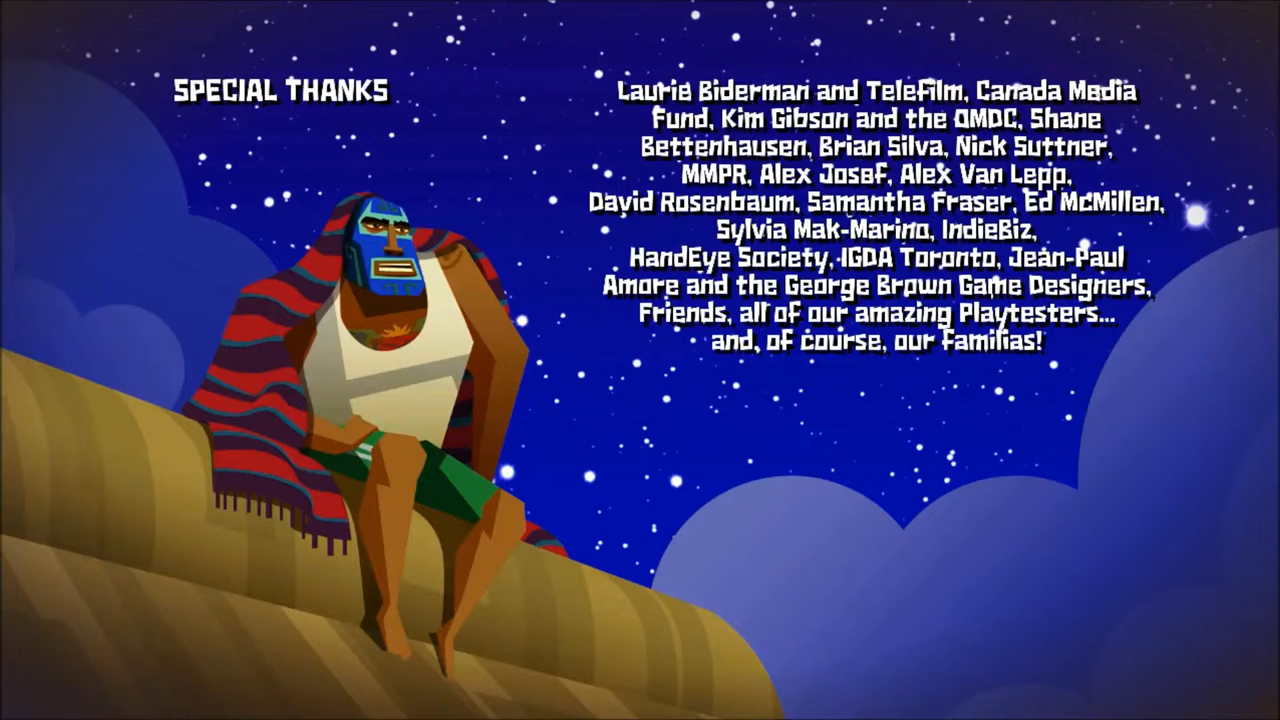 SPECIAL THANKS
Laurie Biderman and Telefilm, Canada Media
Fund, Kim Gibson and the OMDC, Shane
Bettenhausen, Brian Silva, Nick Suttner,
MMPR, Alex Josef, Alex Van Lepp,
David Rosenbaum, Samantha Fraser, Ed McMillen,
Sylvia Mak-Marino, IndieBiz,
HandEye Society, IGDA Toronto, Jean-Paul
Amore and the George Brown Game Designers,
Friends, all of our amazing Playtesters...
and, of course, our familias!